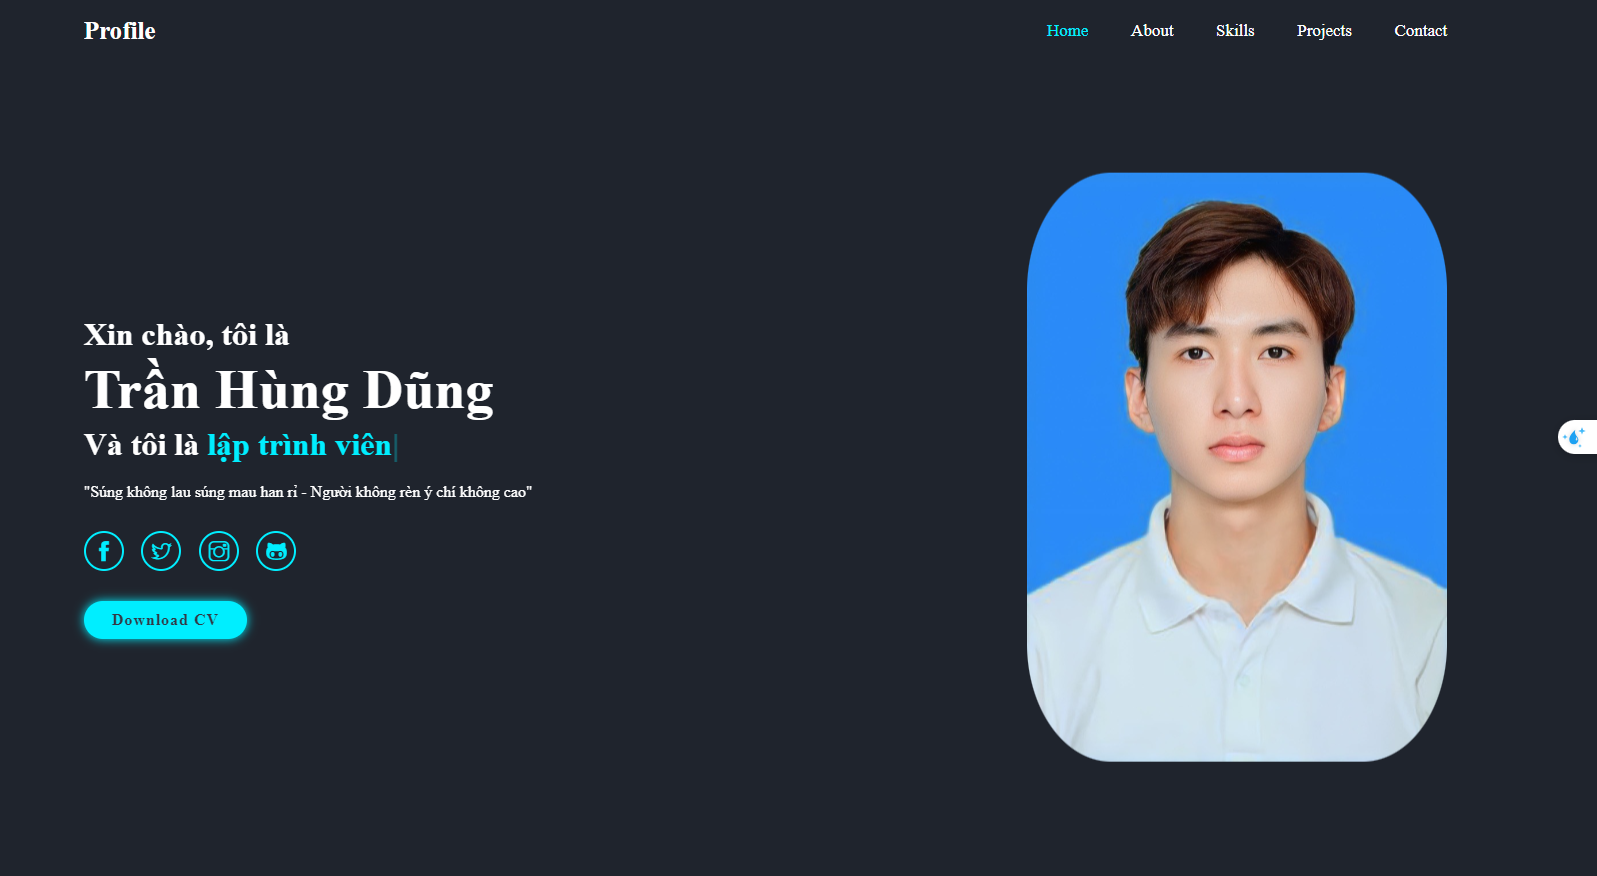 Profile
Home About Skills Projects Contact
Xin chào, tôi là
Trần Hùng Dũng
Và tôi là lập trình viên|
"Súng không lau súng mau han rỉ - Người không rèn ý chí không cao"
Download CV